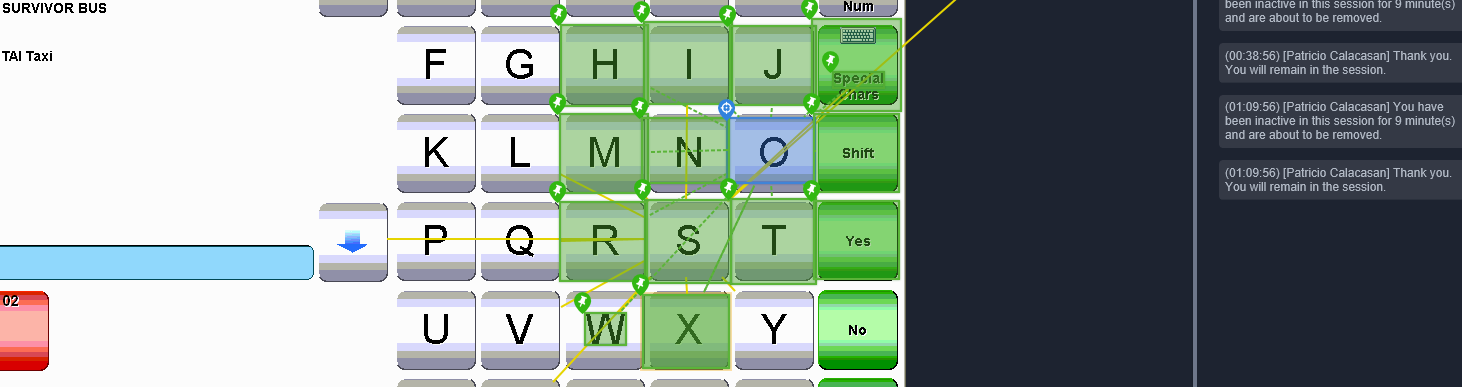 SURVIVOR BUS
Num
TAI Taxi
F G H I J Special Chars
K L M N O Shift
P Q R S T Yes
02
U V W X Y No
been inactive in this session for 9 minute(s)
and are about to be removed.
(00:38:56) [Patricio Calacasan] Thank you.
You will remain in the session.
(01:09:56) [Patricio Calacasan] You have
been inactive in this session for 9 minute(s)
and are about to be removed.
(01:09:56) [Patricio Calacasan] Thank you.
You will remain in the session.